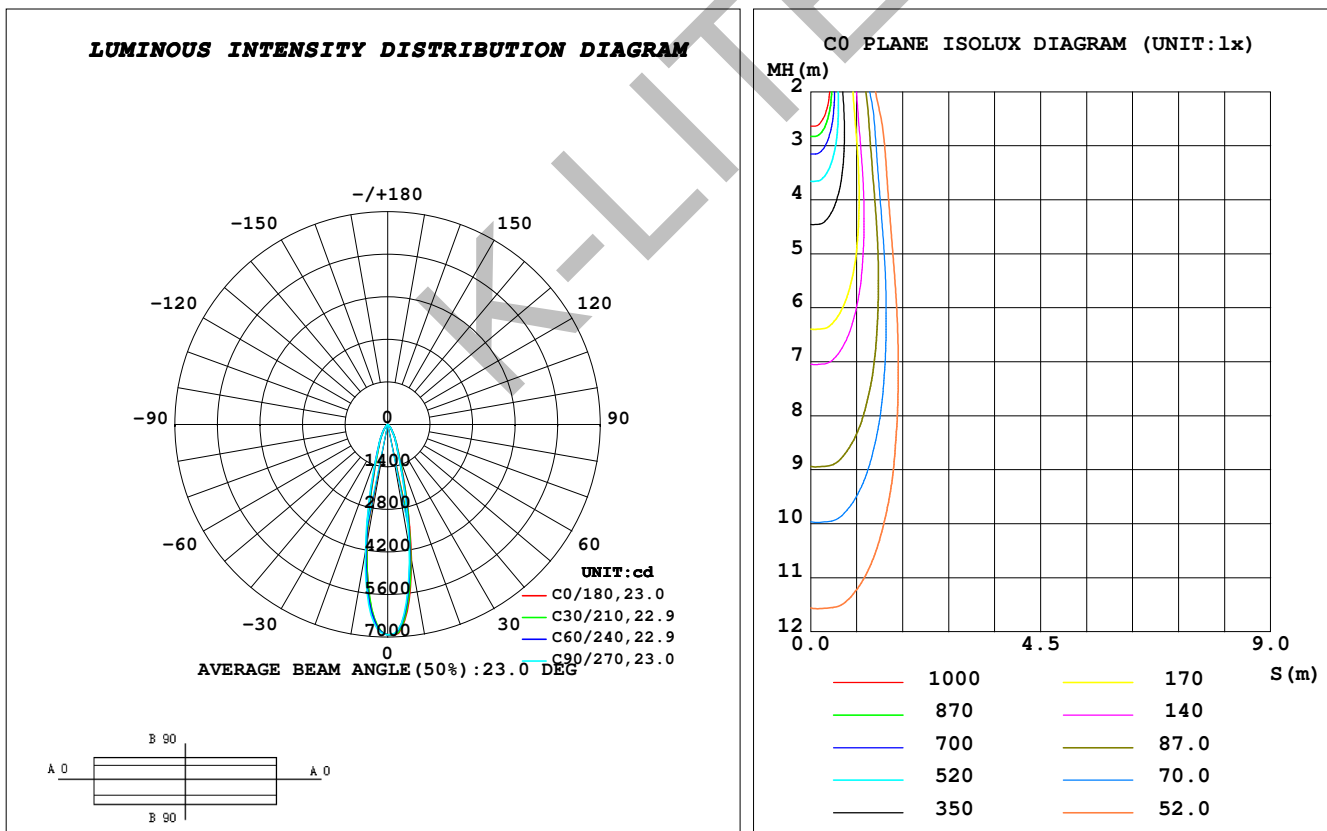 LUMINOUS INTENSITY DISTRIBUTION DIAGRAM
-/+180
-150
150
-120
120
-90
90
-60
60
-30
30
0
0
1400
2800
4200
5600
7000
UNIT:cd
C0/180,23.0
C30/210,22.9
C60/240,22.9
C90/270,23.0
AVERAGE BEAM ANGLE(50%):23.0 DEG
B 90
A 0
A 0
B 90
C0 PLANE ISOLUX DIAGRAM (UNIT:lx)
MH(m)
2
3
4
5
6
7
8
9
10
11
12
0.0
4.5
9.0
S(m)
1000
870
700
520
350
170
140
87.0
70.0
52.0
K-LITE